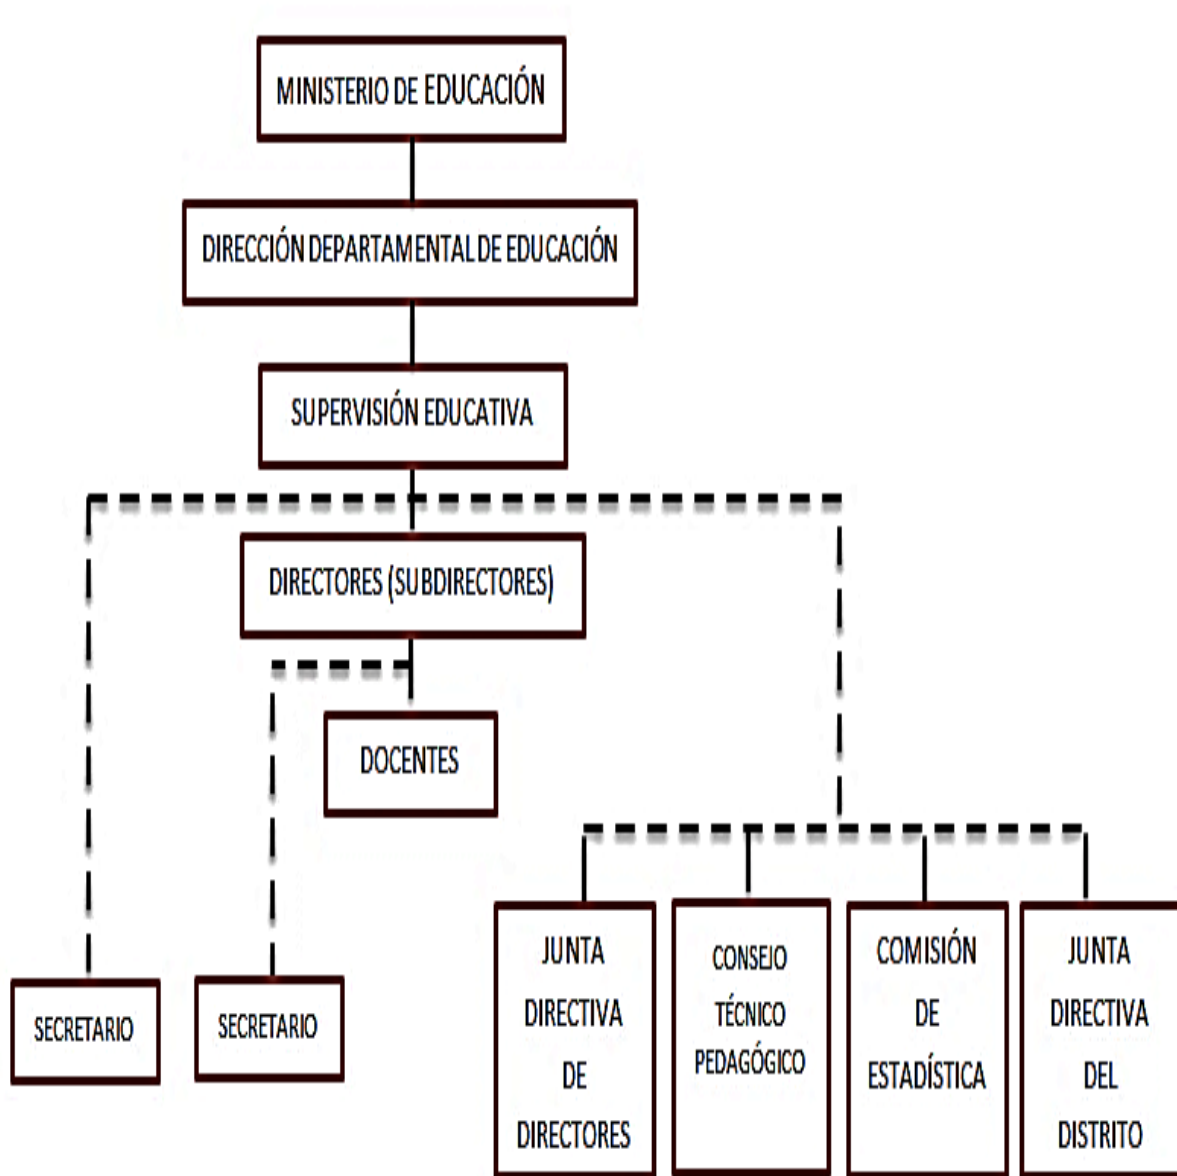 MINISTERIO DE EDUCACIÓN
DIRECCIÓN DEPARTAMENTAL DE EDUCACIÓN
SUPERVISIÓN EDUCATIVA
DIRECTORES (SUBDIRECTORES)
DOCENTES
SECRETARIO
SECRETARIO
JUNTA
DIRECTIVA
DE
DIRECTORES
CONSEJO
TÉCNICO
PEDAGÓGICO
COMISIÓN
DE
ESTADÍSTICA
JUNTA
DIRECTIVA
DEL
DISTRITO